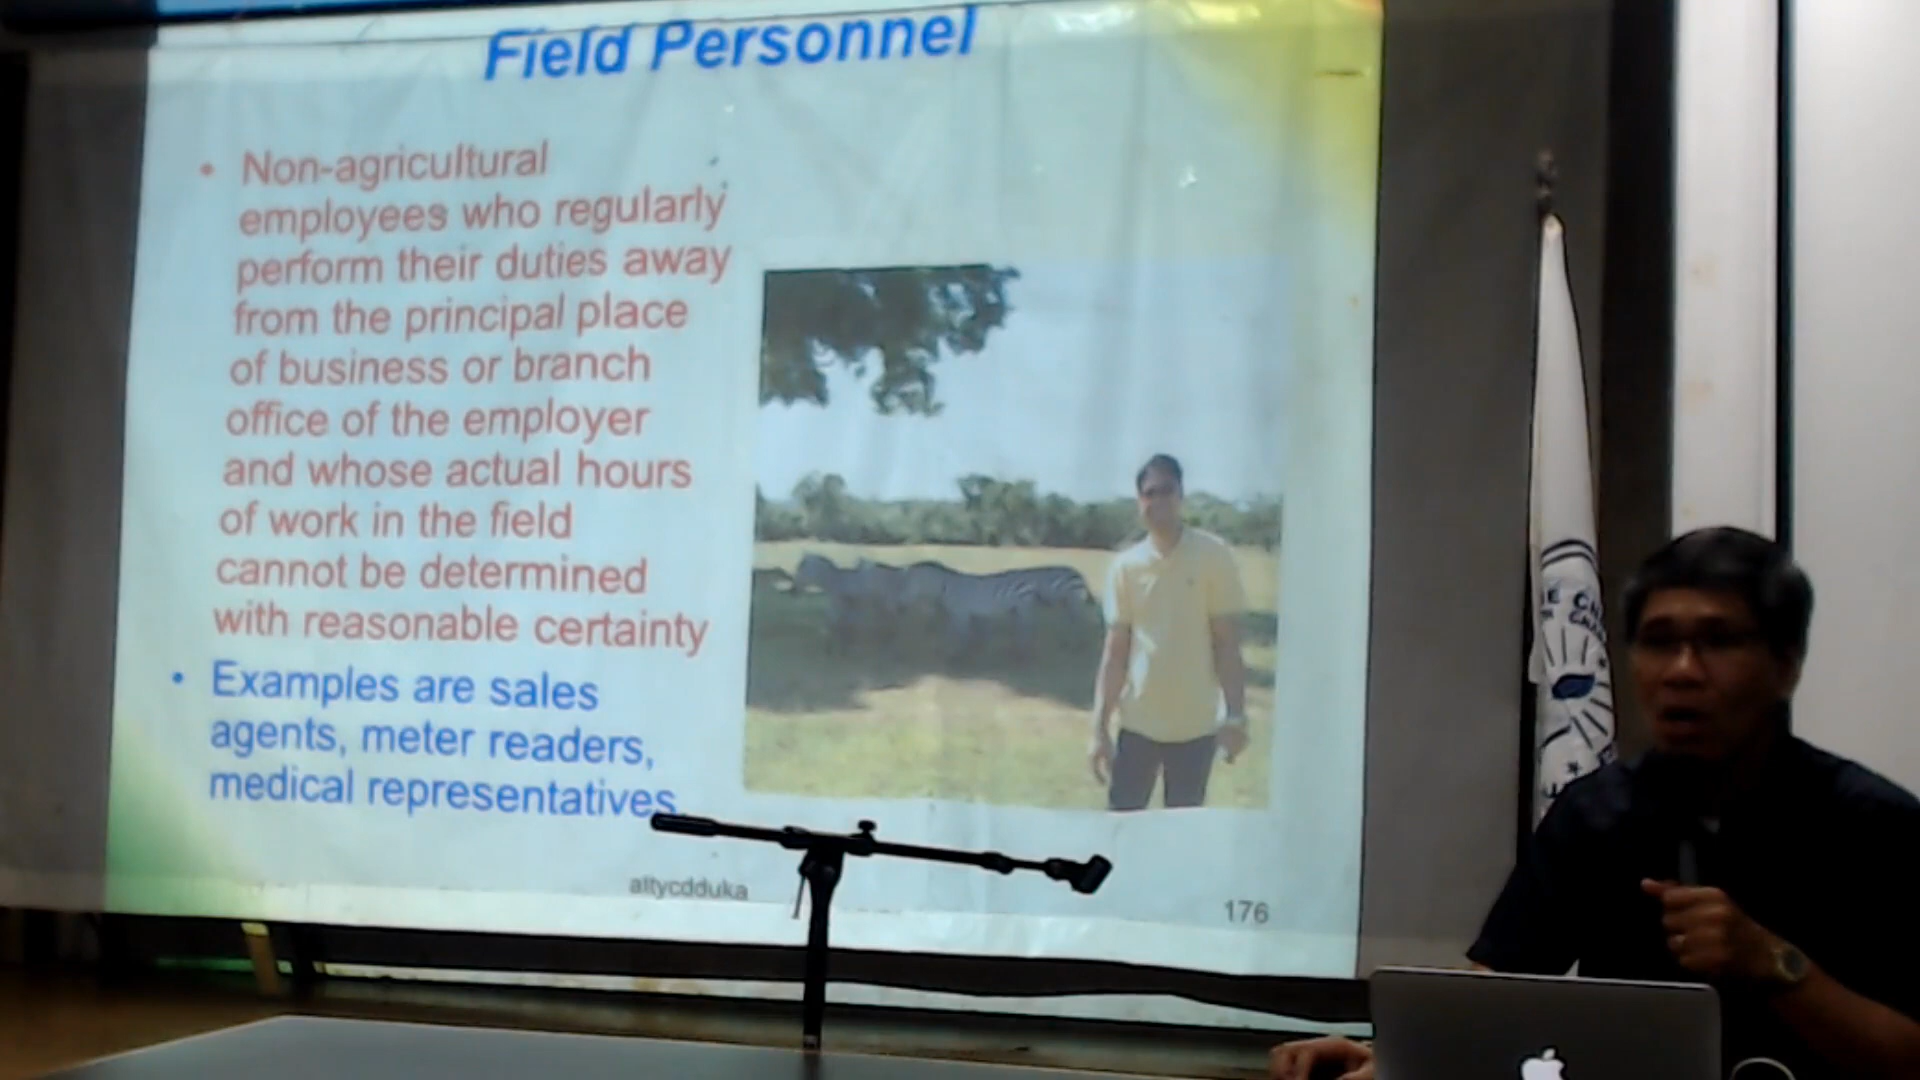 Field Personnel
• Non-agricultural
employees who regularly
perform their duties away
from the principal place
of business or branch
office of the employer
and whose actual hours
of work in the field
cannot be determined
with reasonable certainty
• Examples are sales
agents, meter readers,
medical representatives
attycdduka
176